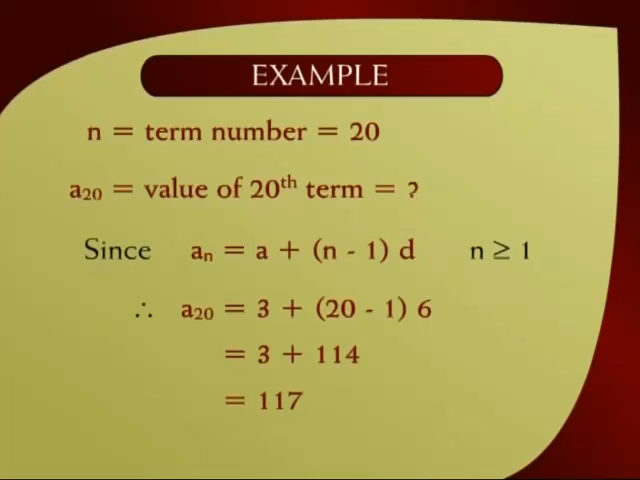 EXAMPLE
n = term number = 20
a₂₀ = value of 20ᵗʰ term = ?
Since aₙ = a + (n - 1) d n ≥ 1
∴ a₂₀ = 3 + (20 - 1) 6
= 3 + 114
= 117